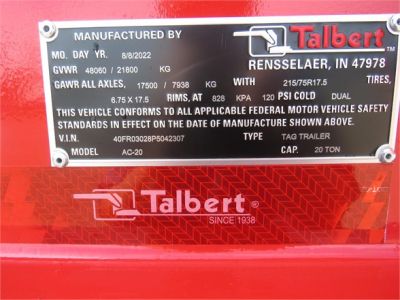 MANUFACTURED BY Talbert™
RENSSELAER, IN 47978
MO. DAY YR. 8/8/2022
GVWR 48060 / 21800 KG
GAWR ALL AXLES, 17500 / 7938 KG WITH 215/75R17.5 TIRES,
6.75 X 17.5 RIMS, AT 828 KPA 120 PSI COLD DUAL
THIS VEHICLE CONFORMS TO ALL APPLICABLE FEDERAL MOTOR VEHICLE SAFETY
STANDARDS IN EFFECT ON THE DATE OF MANUFACTURE SHOWN ABOVE.
V.I.N. 40FR03028P5042307 TYPE TAG TRAILER
MODEL AC-20 CAP. 20 TON
Talbert®
SINCE 1938